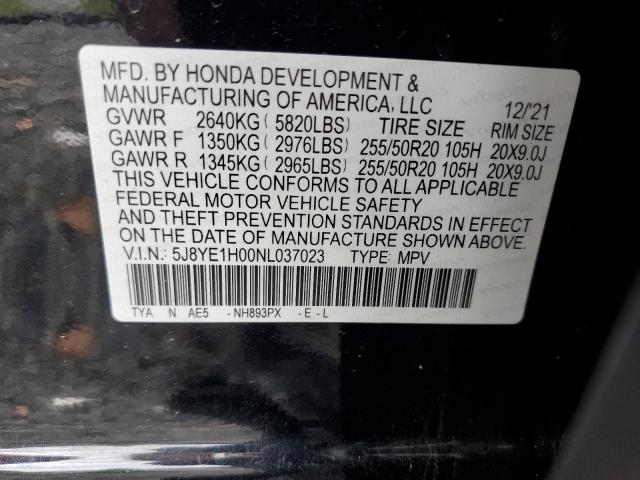 MFD. BY HONDA DEVELOPMENT &
MANUFACTURING OF AMERICA, LLC 12/'21
GVWR 2640KG ( 5820LBS) TIRE SIZE RIM SIZE
GAWR F 1350KG ( 2976LBS) 255/50R20 105H 20X9.0J
GAWR R 1345KG ( 2965LBS) 255/50R20 105H 20X9.0J
THIS VEHICLE CONFORMS TO ALL APPLICABLE
FEDERAL MOTOR VEHICLE SAFETY
AND THEFT PREVENTION STANDARDS IN EFFECT
ON THE DATE OF MANUFACTURE SHOWN ABOVE.
V.I.N.: 5J8YE1H00NL037023 TYPE: MPV
TYA N AE5 -NH893PX -E-L